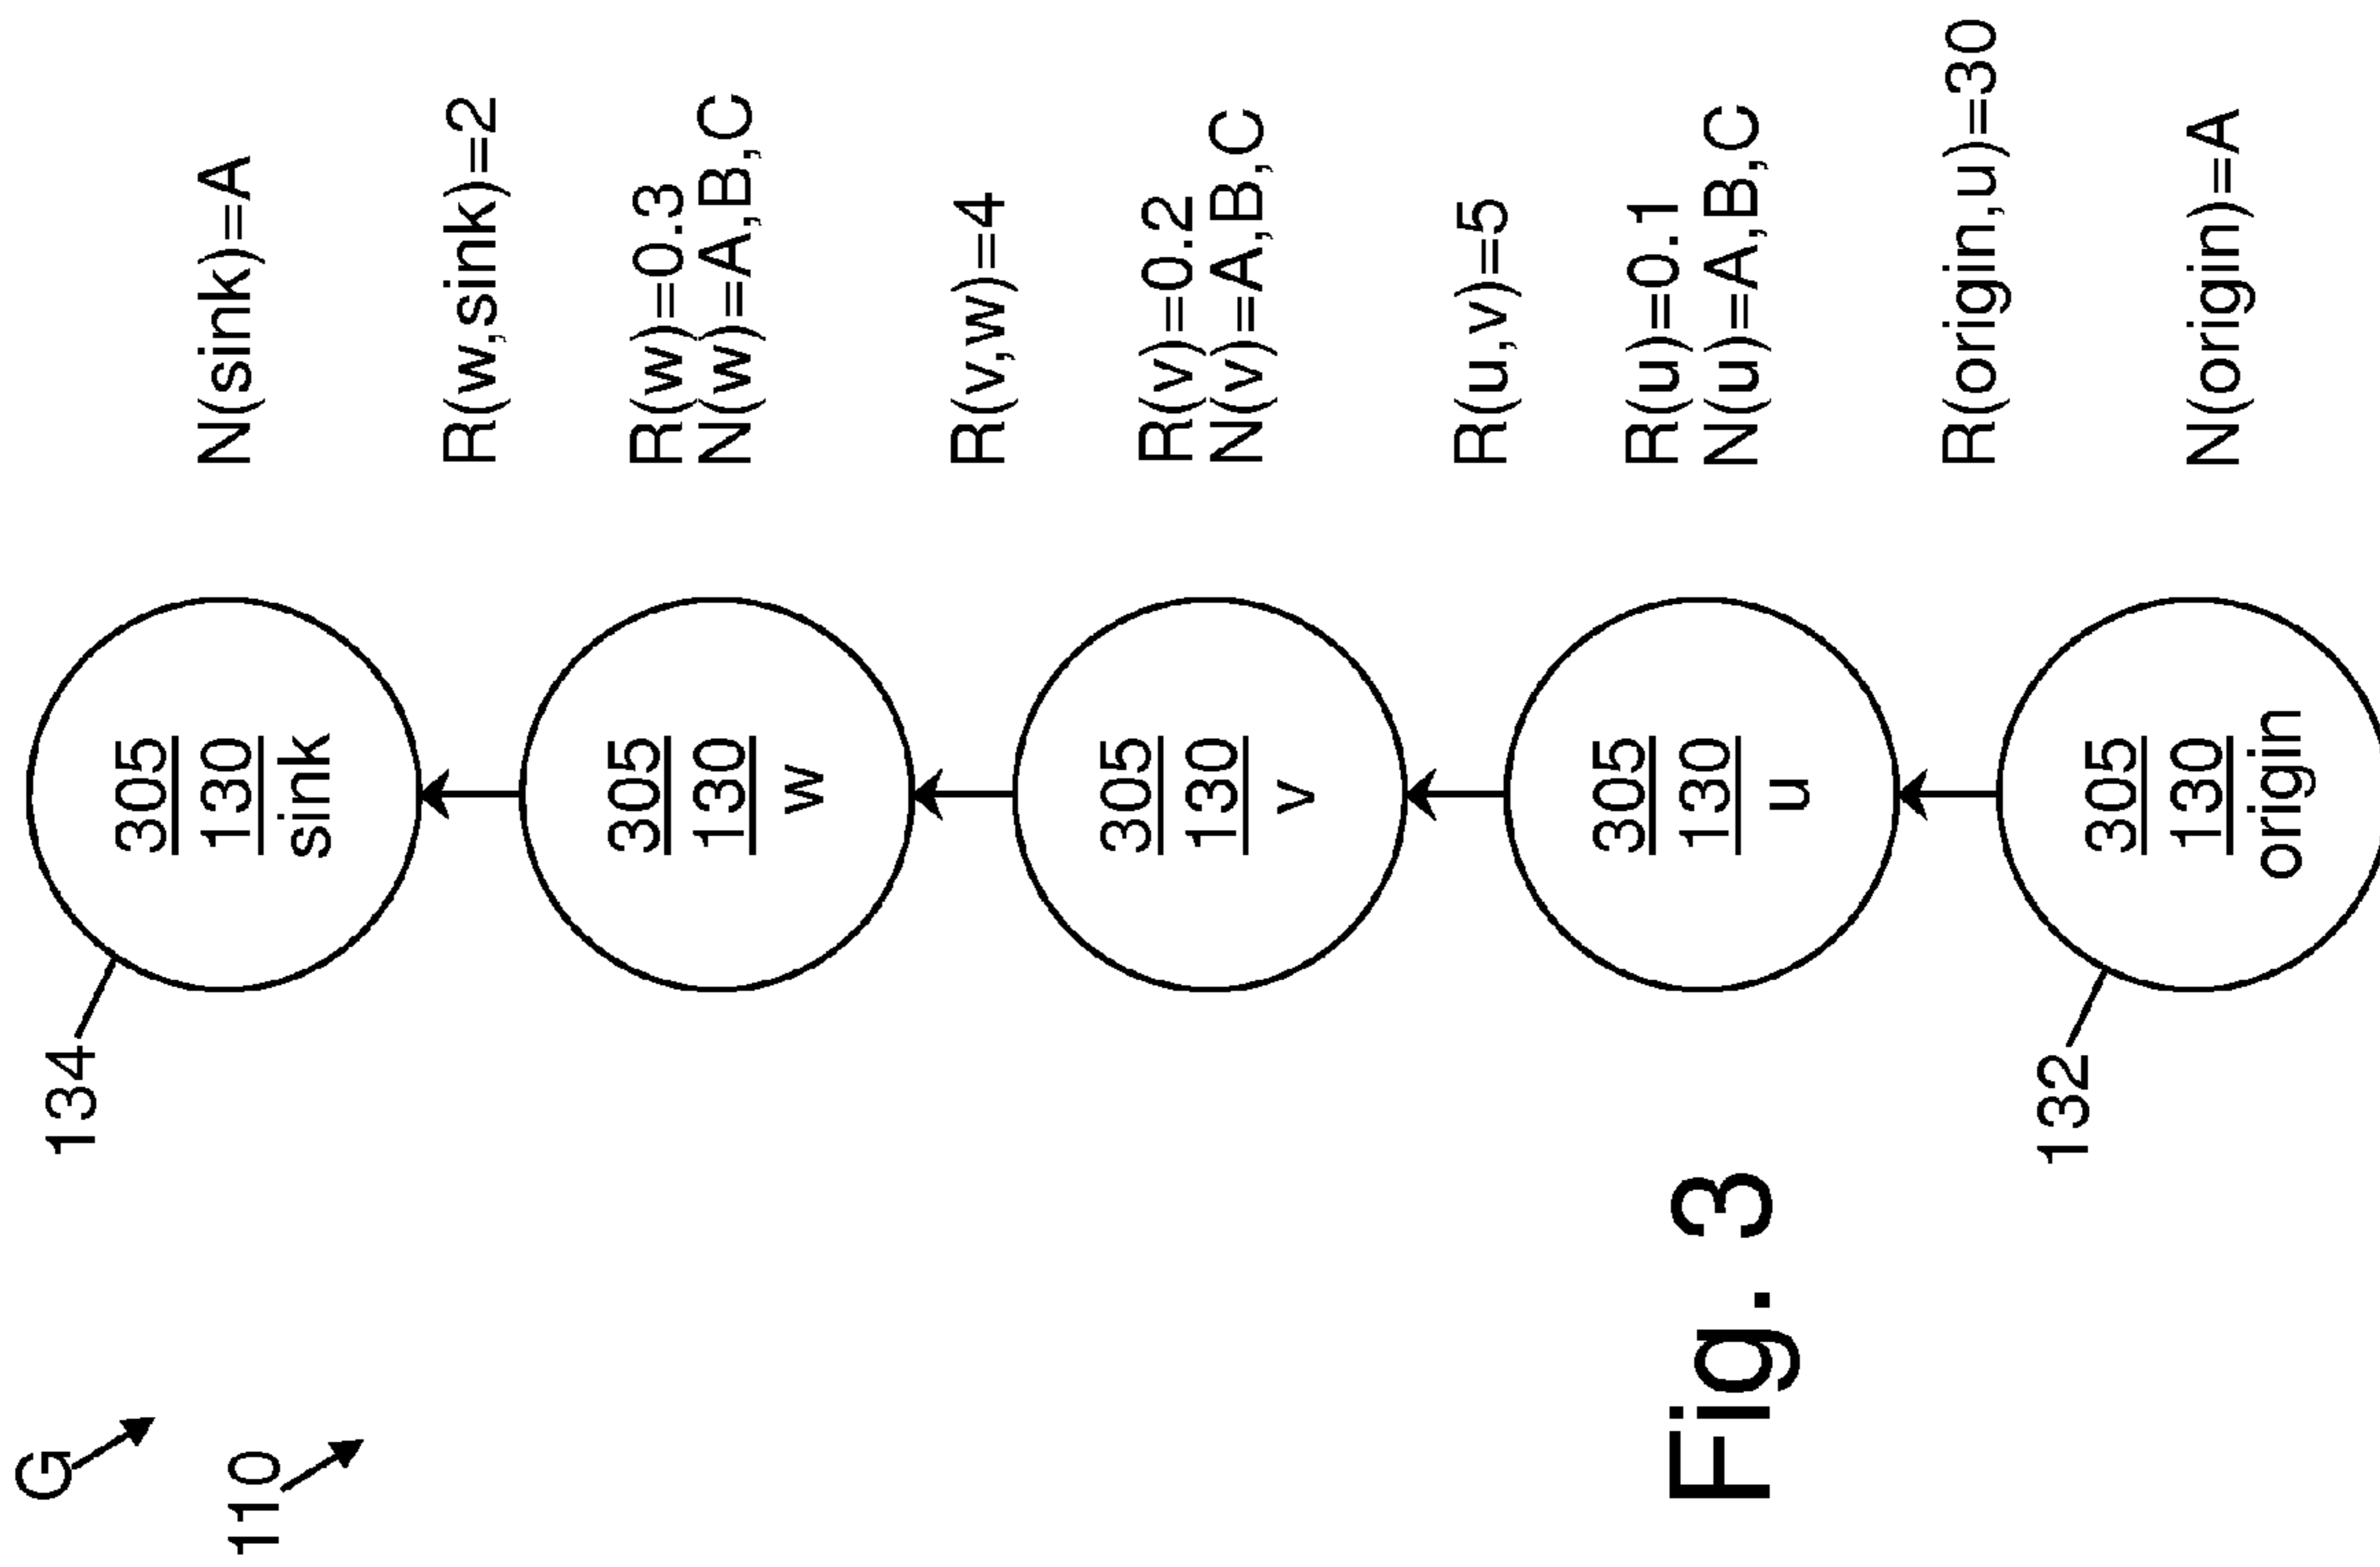 G
110
134
305
130
sink
N(sink)=A
R(w,sink)=2
305
130
w
R(w)=0.3
N(w)=A,B,C
R(v,w)=4
305
130
v
R(v)=0.2
N(v)=A,B,C
R(u,v)=5
305
130
u
R(u)=0.1
N(u)=A,B,C
R(origin,u)=30
132
305
130
origin
N(origin)=A
Fig. 3